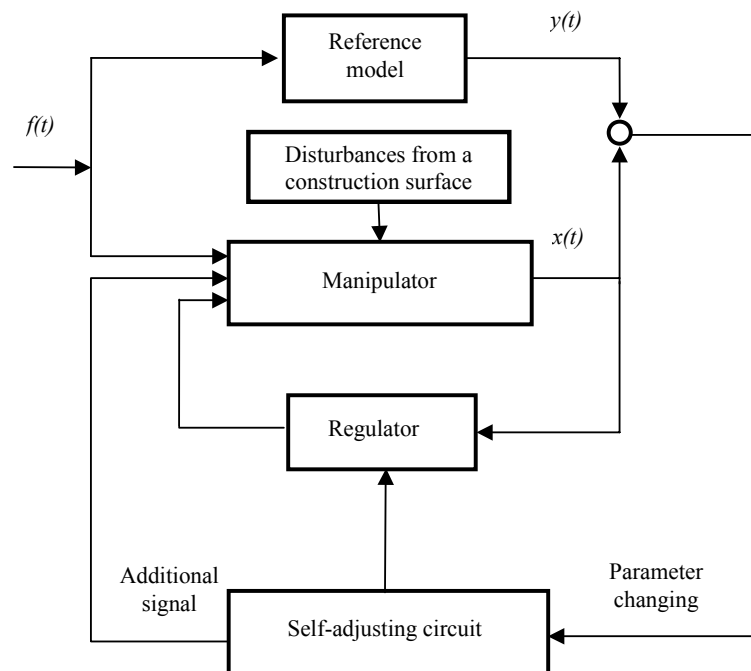 Reference
model
y(t)
f(t)
Disturbances from a
construction surface
x(t)
Manipulator
Regulator
Additional
signal
Parameter
changing
Self-adjusting circuit